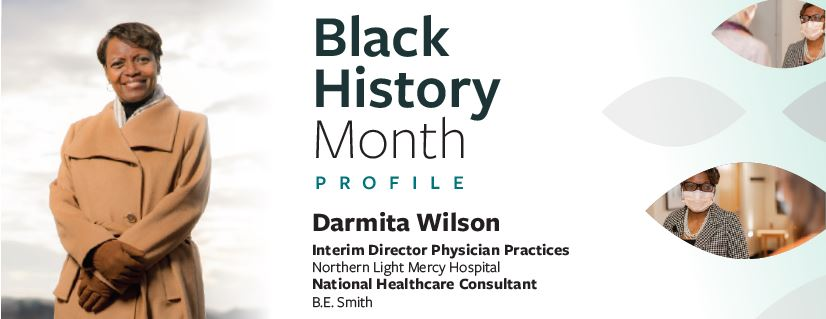 Black
History
Month
PROFILE
Darmita Wilson
Interim Director Physician Practices
Northern Light Mercy Hospital
National Healthcare Consultant
B.E. Smith